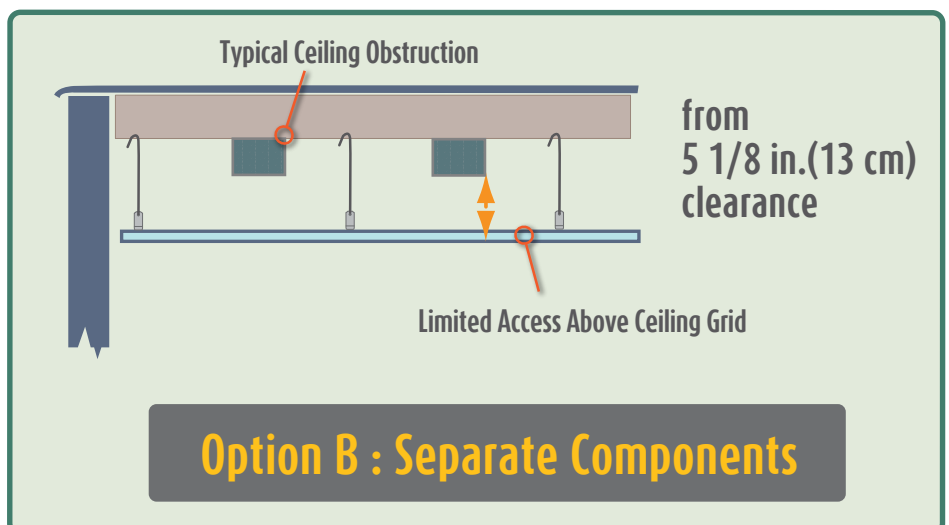 Typical Ceiling Obstruction
from
5 1/8 in.(13 cm)
clearance
Limited Access Above Ceiling Grid
Option B : Separate Components